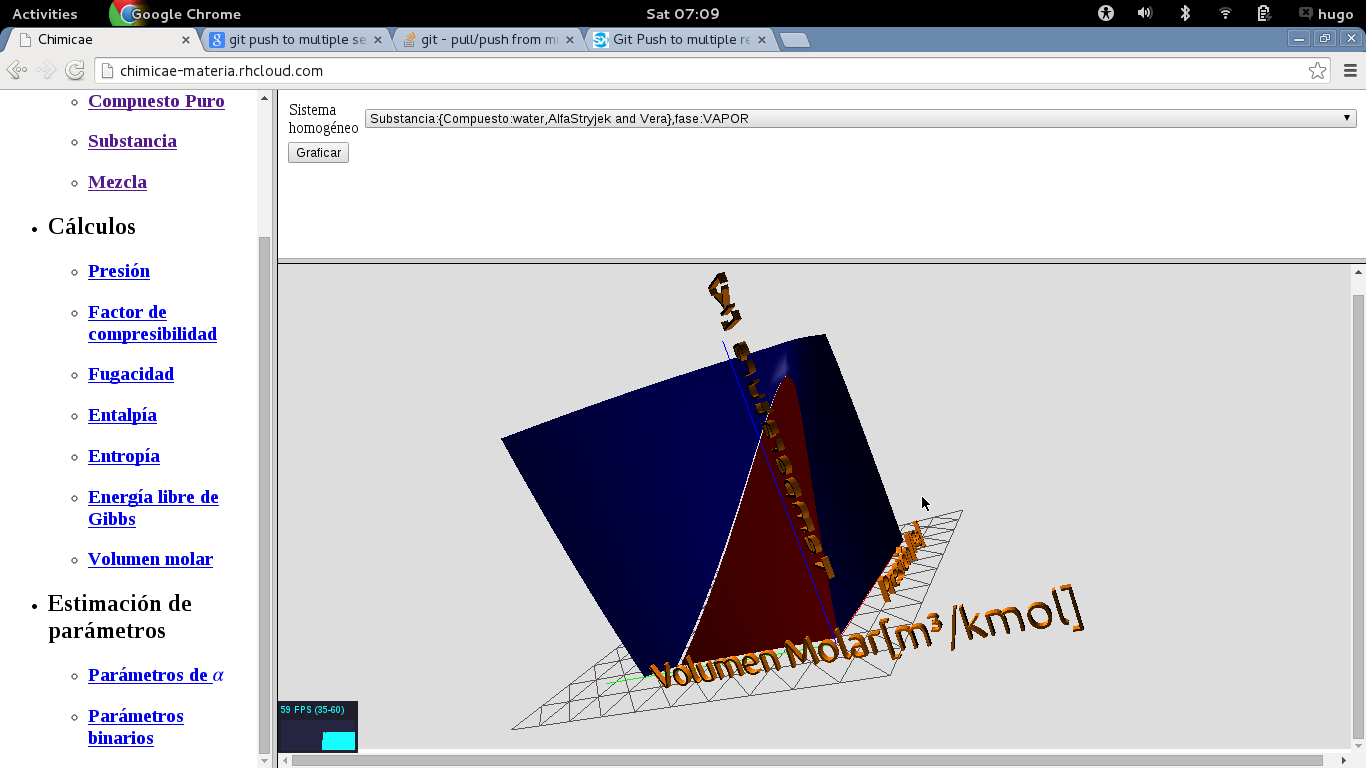 Activities
Google Chrome
Sat 07:09
hugo
Chimicae
git push to multiple se
git - pull/push from mu
Git Push to multiple re
chimicae-materia.rhcloud.com
Compuesto Puro
Substancia
Mezcla
Cálculos
Presión
Factor de
compresibilidad
Fugacidad
Entalpía
Entropía
Energía libre de
Gibbs
Volumen molar
Estimación de
parámetros
Parámetros de α
Parámetros
binarios
Sistema
homogéneo
Substancia:{Compuesto:water,AlfaStryjek and Vera},fase:VAPOR
Graficar
Temperatura
Volumen Molar[m³/kmol]
59 FPS (35-60)